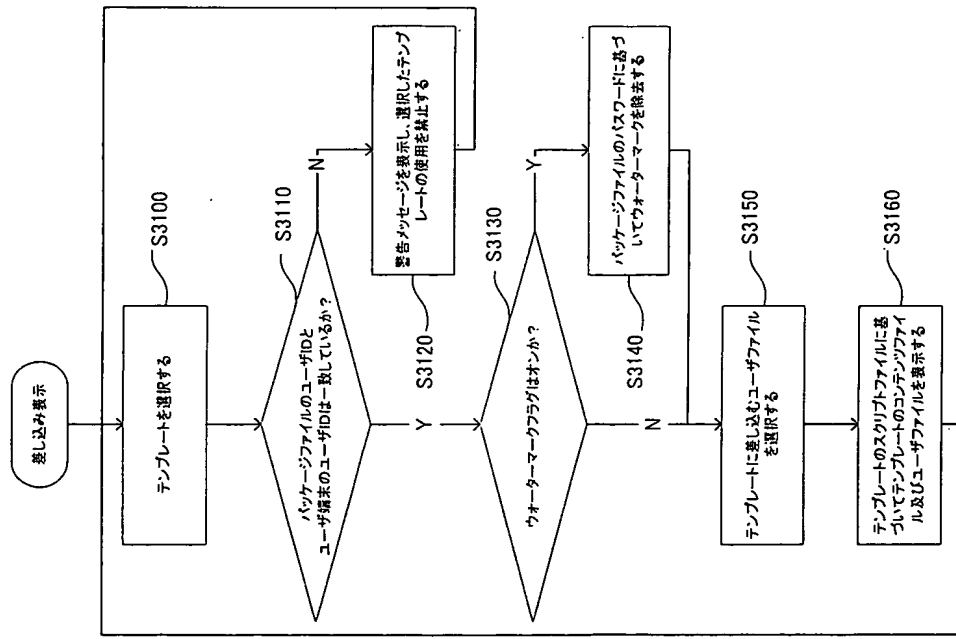 差し込み表示
テンプレートを選択する
S3100
パッケージファイルのユーザIDと
ユーザ端末のユーザIDは一致しているか?
S3110
N
警告メッセージを表示し、選択したテンプ
レートの使用を禁止する
S3120
Y
ウォーターマークフラグはオンか?
S3130
Y
パッケージファイルのパスワードに基づ
いてウォーターマークを除去する
S3140
N
テンプレートに差し込むユーザファイル
を選択する
S3150
テンプレートのスクリプトファイルに基
づいてテンプレートのコンテンツファイ
ル及びユーザファイルを表示する
S3160